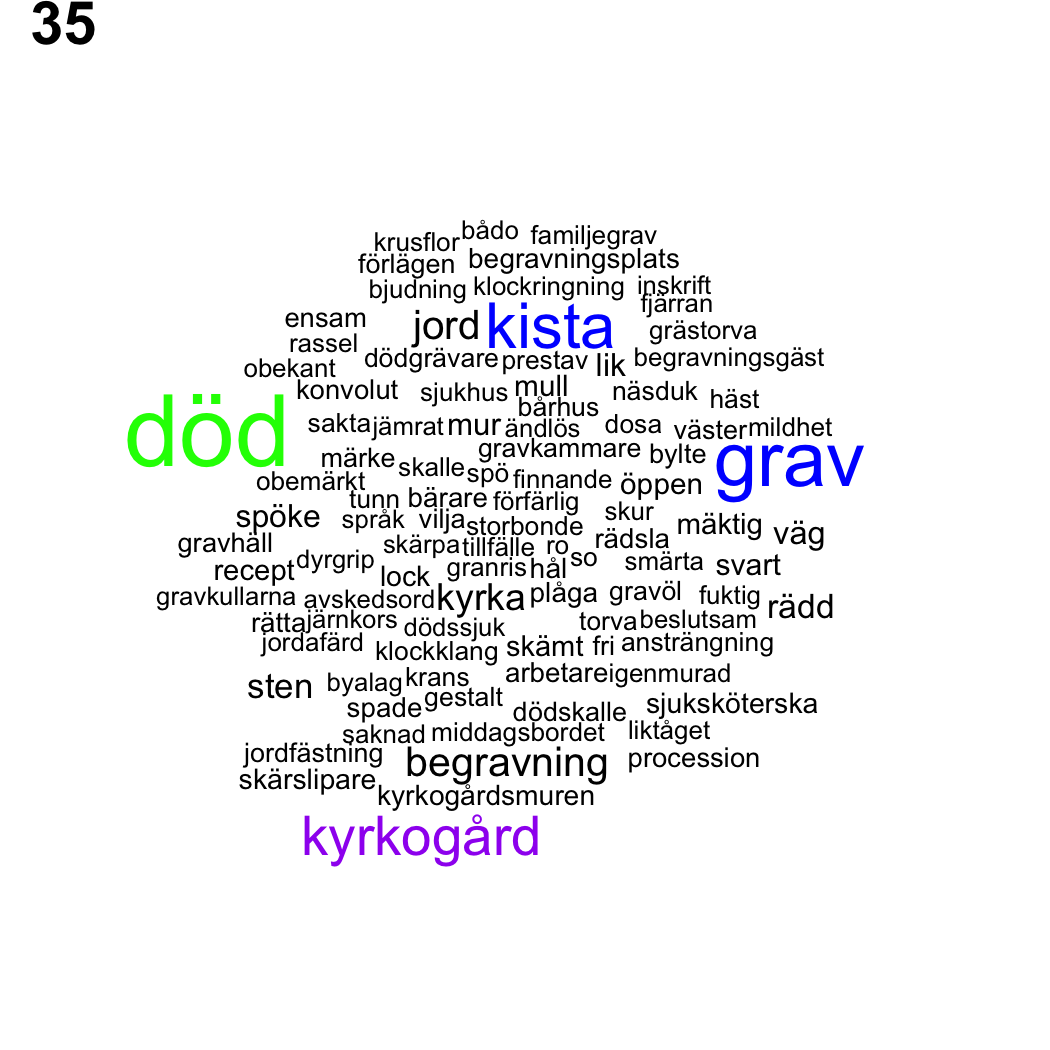 35
krusflor bådo familjegrav
förlägen begravningsplats
bjudning klockringning inskrift
fjärran
ensam jord kista grästorva
rassel dödgrävare prestav lik begravningsgäst
obekant
konvolut sjukhus mull näsduk häst
bårhus
död sakta jämrat mur ändlös dosa väster mildhet
gravkammare bylte grav
märke skalle spö finnande öppen
obemärkt
tunn bärare förfärlig
spöke språk vilja storbonde skur mäktig väg
gravhäll skärpa tillfälle ro rädsla
recept dyrgrip lock granris hål so smärta svart
gravkullarna avskedsord kyrka plåga gravöl fuktig rädd
rätta järnkors dödssjuk torva beslutsam
jordafärd klockklang skämt fri ansträngning
sten byalag krans arbetare igenmurad
spade gestalt dödskalle sjuksköterska
saknad middagsbordet liktåget
jordfästning begravning procession
skärslipare
kyrkogårdsmuren
kyrkogård